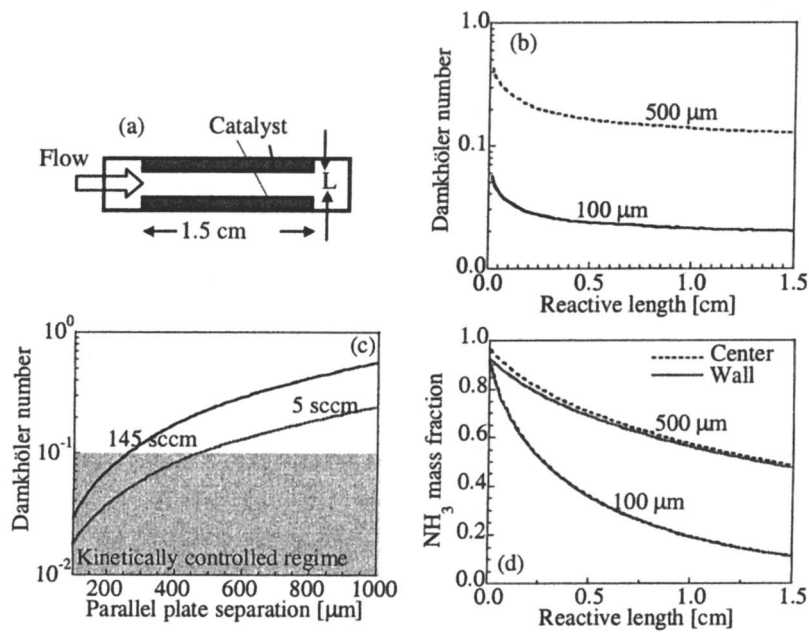 (a)
Catalyst
Flow
L
1.5 cm
(b)
Damkhöler number
1.0
0.1
0.0
500 µm
100 µm
0.0 0.5 1.0 1.5
Reactive length [cm]
(c)
Damkhöler number
10^0
10^-1
10^-2
145 sccm
5 sccm
Kinetically controlled regime
200 400 600 800 1000
Parallel plate separation [µm]
NH3 mass fraction
1.0
0.8
0.6
0.4
0.2
0.0
Center
Wall
500 µm
100 µm
(d)
0.0 0.5 1.0 1.5
Reactive length [cm]